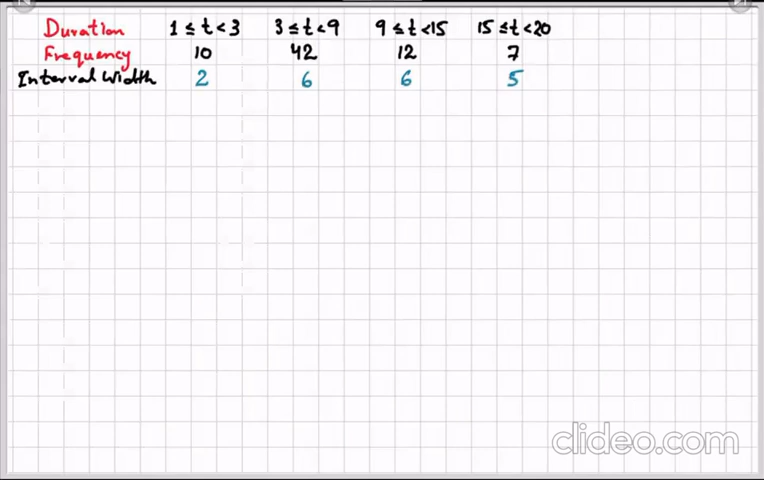 Duration 1 ≤ t < 3 3 ≤ t < 9 9 ≤ t < 15 15 ≤ t < 20
Frequency 10 42 12 7
Interval Width 2 6 6 5
clideo.com